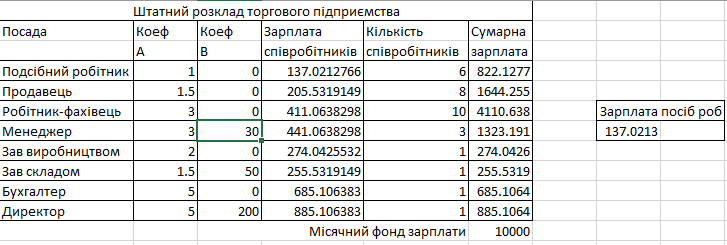 Штатний розклад торгового підприємства
Посада Коеф Коеф Зарплата Кількість Сумарна
А В співробітників співробітників зарплата
Подсібний робітник 1 0 137.0212766 6 822.1277
Продавець 1.5 0 205.5319149 8 1644.255
Робітник-фахівець 3 0 411.0638298 10 4110.638 Зарплата посіб роб
Менеджер 3 30 441.0638298 3 1323.191 137.0213
Зав виробництвом 2 0 274.0425532 1 274.0426
Зав складом 1.5 50 255.5319149 1 255.5319
Бухгалтер 5 0 685.106383 1 685.1064
Директор 5 200 885.106383 1 885.1064
Місячний фонд зарплати 10000